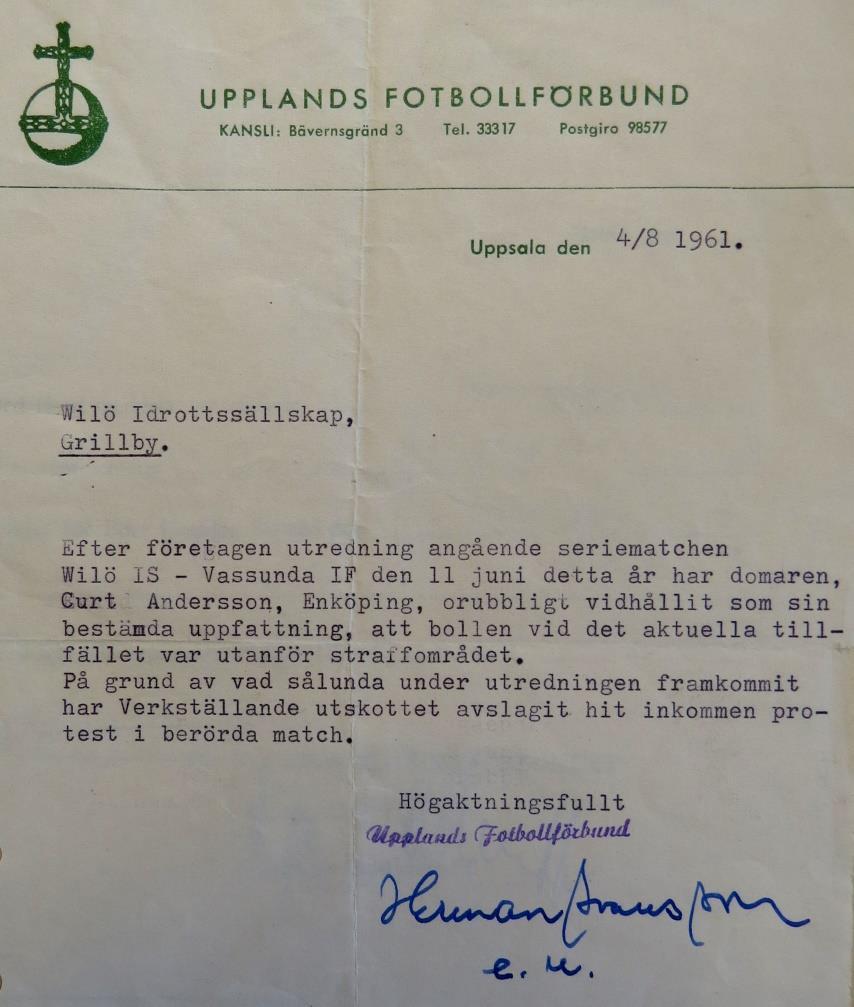 UPPLANDS FOTBOLLFÖRBUND
KANSLI: Bävernsgränd 3 Tel. 33317 Postgiro 98577
Uppsala den 4/8 1961.
Wilö Idrottssällskap,
Grillby.
Efter företagen utredning angående seriematchen
Wilö IS - Vassunda IF den 11 juni detta år har domaren,
Curt Andersson, Enköping, orubbligt vidhållit som sin
bestämda uppfattning, att bollen vid det aktuella till-
fället var utanför straffområdet.
På grund av vad sålunda under utredningen framkommit
har Verkställande utskottet avslagit hit inkommen pro-
test i berörda match.
Högaktningsfullt
Upplands Fotbollförbund
Herman